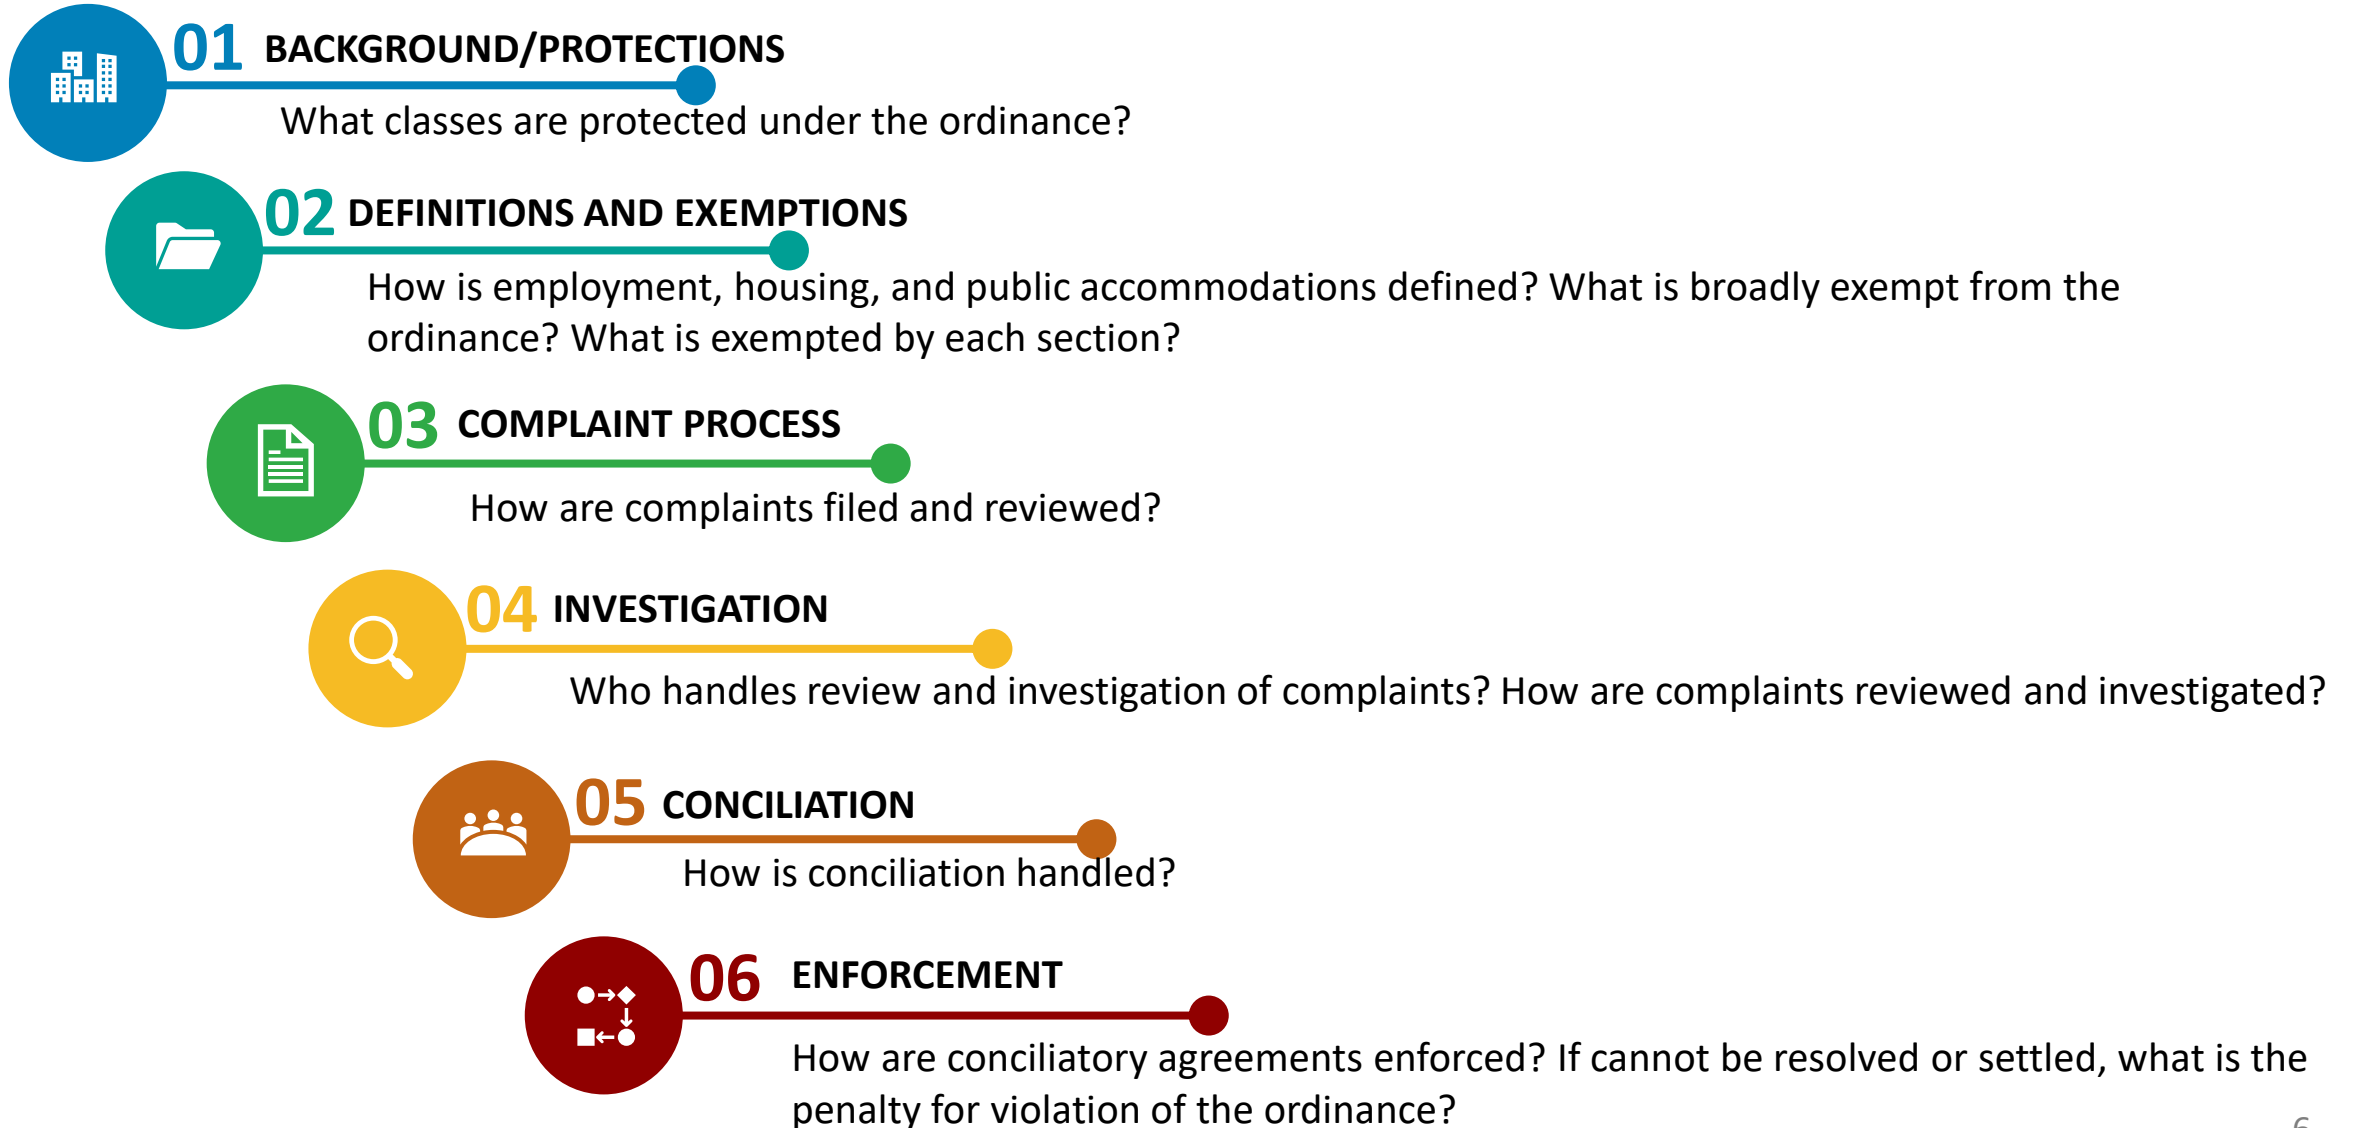 01 BACKGROUND/PROTECTIONS
What classes are protected under the ordinance?
02 DEFINITIONS AND EXEMPTIONS
How is employment, housing, and public accommodations defined? What is broadly exempt from the
ordinance? What is exempted by each section?
03 COMPLAINT PROCESS
How are complaints filed and reviewed?
04 INVESTIGATION
Who handles review and investigation of complaints? How are complaints reviewed and investigated?
05 CONCILIATION
How is conciliation handled?
06 ENFORCEMENT
How are conciliatory agreements enforced? If cannot be resolved or settled, what is the
penalty for violation of the ordinance?
6